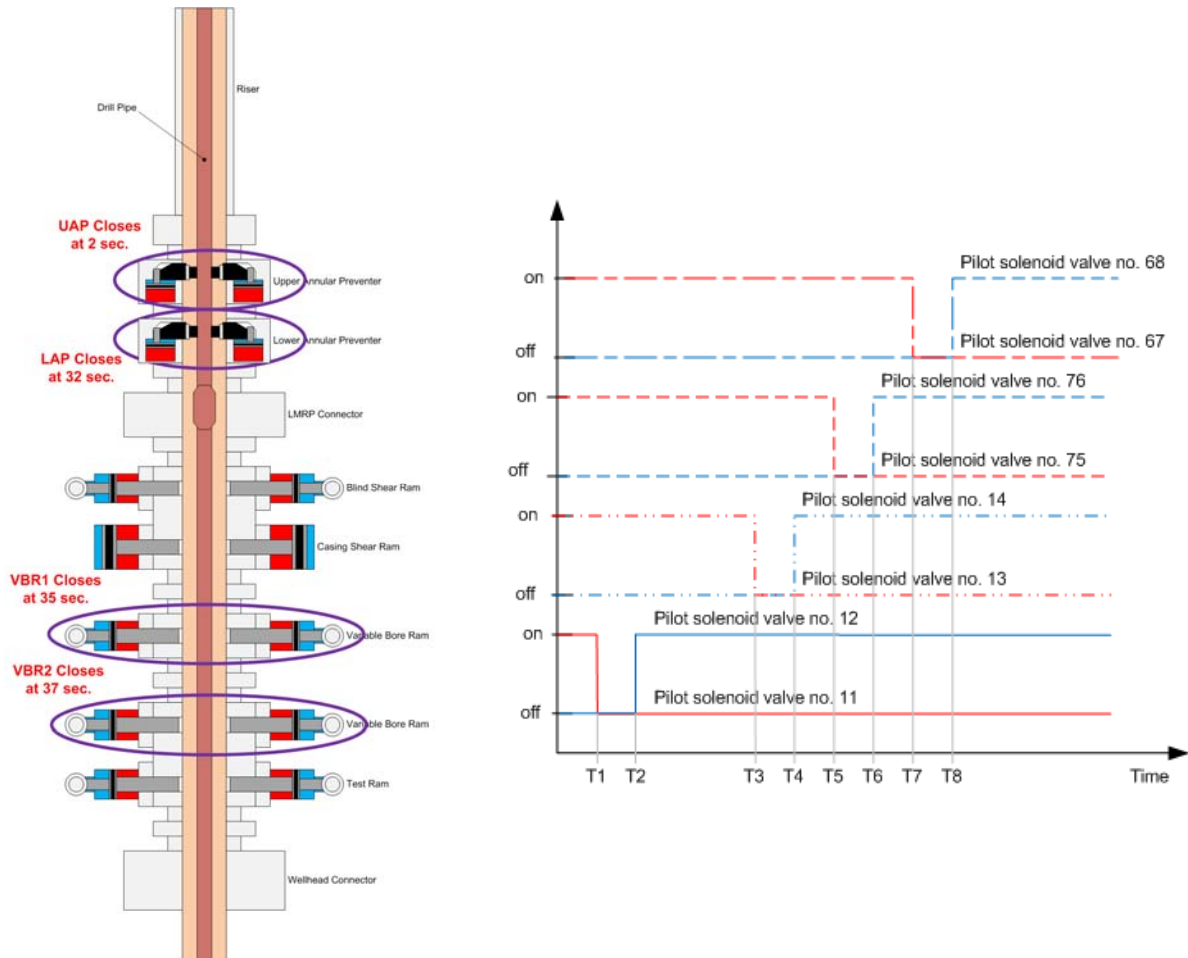 Riser
Drill Pipe
UAP Closes
at 2 sec.
Upper Annular Preventer
Lower Annular Preventer
LAP Closes
at 32 sec.
LMRP Connector
Blind Shear Ram
Casing Shear Ram
VBR1 Closes
at 35 sec.
Variable Bore Ram
VBR2 Closes
at 37 sec.
Variable Bore Ram
Test Ram
Wellhead Connector
Pilot solenoid valve no. 68
on
Pilot solenoid valve no. 67
off
Pilot solenoid valve no. 76
on
Pilot solenoid valve no. 75
off
Pilot solenoid valve no. 14
on
Pilot solenoid valve no. 13
off
Pilot solenoid valve no. 12
on
Pilot solenoid valve no. 11
off
T1 T2 T3 T4 T5 T6 T7 T8 Time